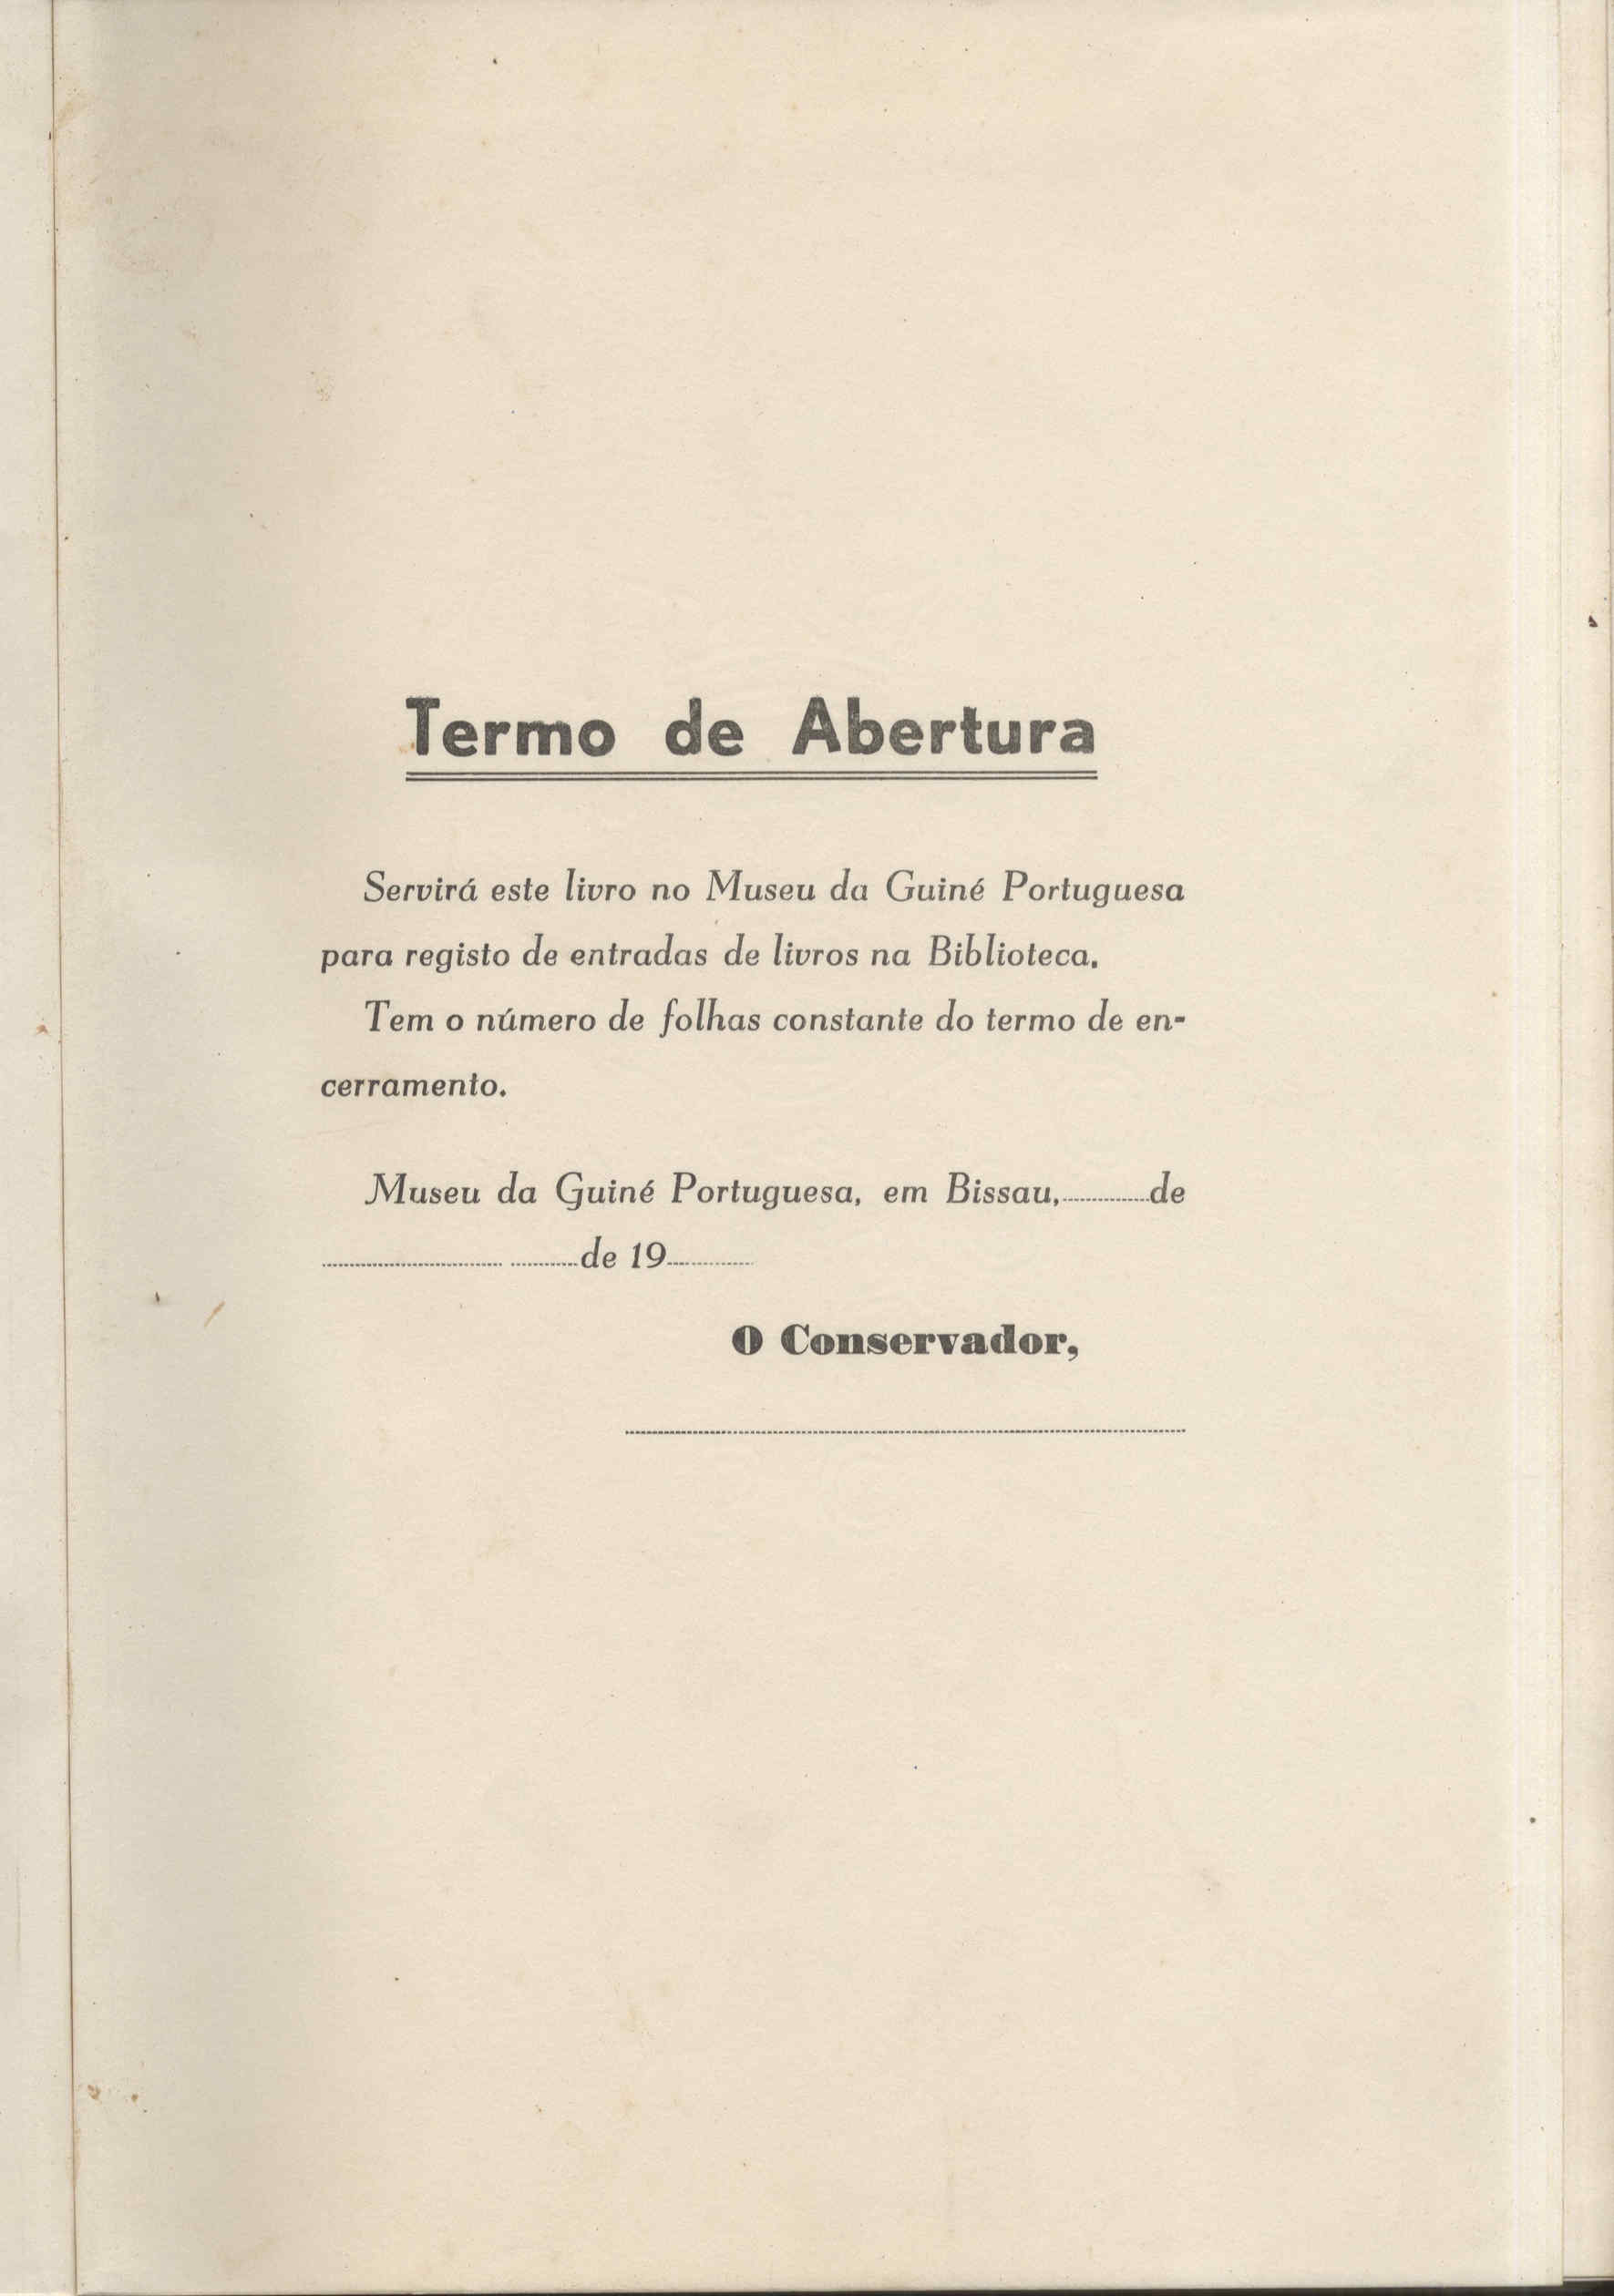 Termo de Abertura
Servirá este livro no Museu da Guiné Portuguesa
para registo de entradas de livros na Biblioteca.
Tem o número de folhas constante do termo de en-
cerramento.
Museu da Guiné Portuguesa, em Bissau,..............de
............................................de 19..............
O Conservador,